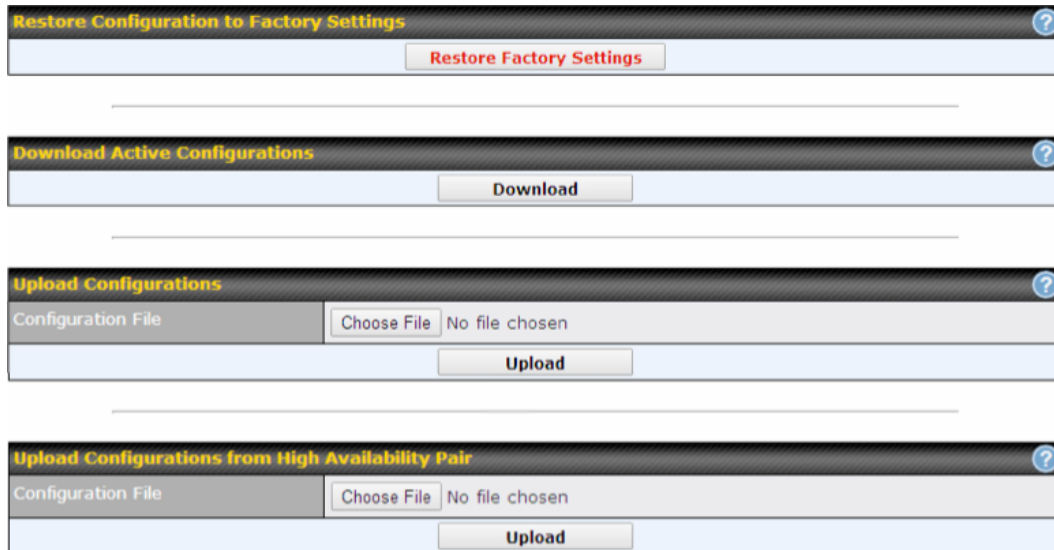 Restore Configuration to Factory Settings ?
Restore Factory Settings
Download Active Configurations ?
Download
Upload Configurations ?
Configuration File Choose File No file chosen
Upload
Upload Configurations from High Availability Pair ?
Configuration File Choose File No file chosen
Upload